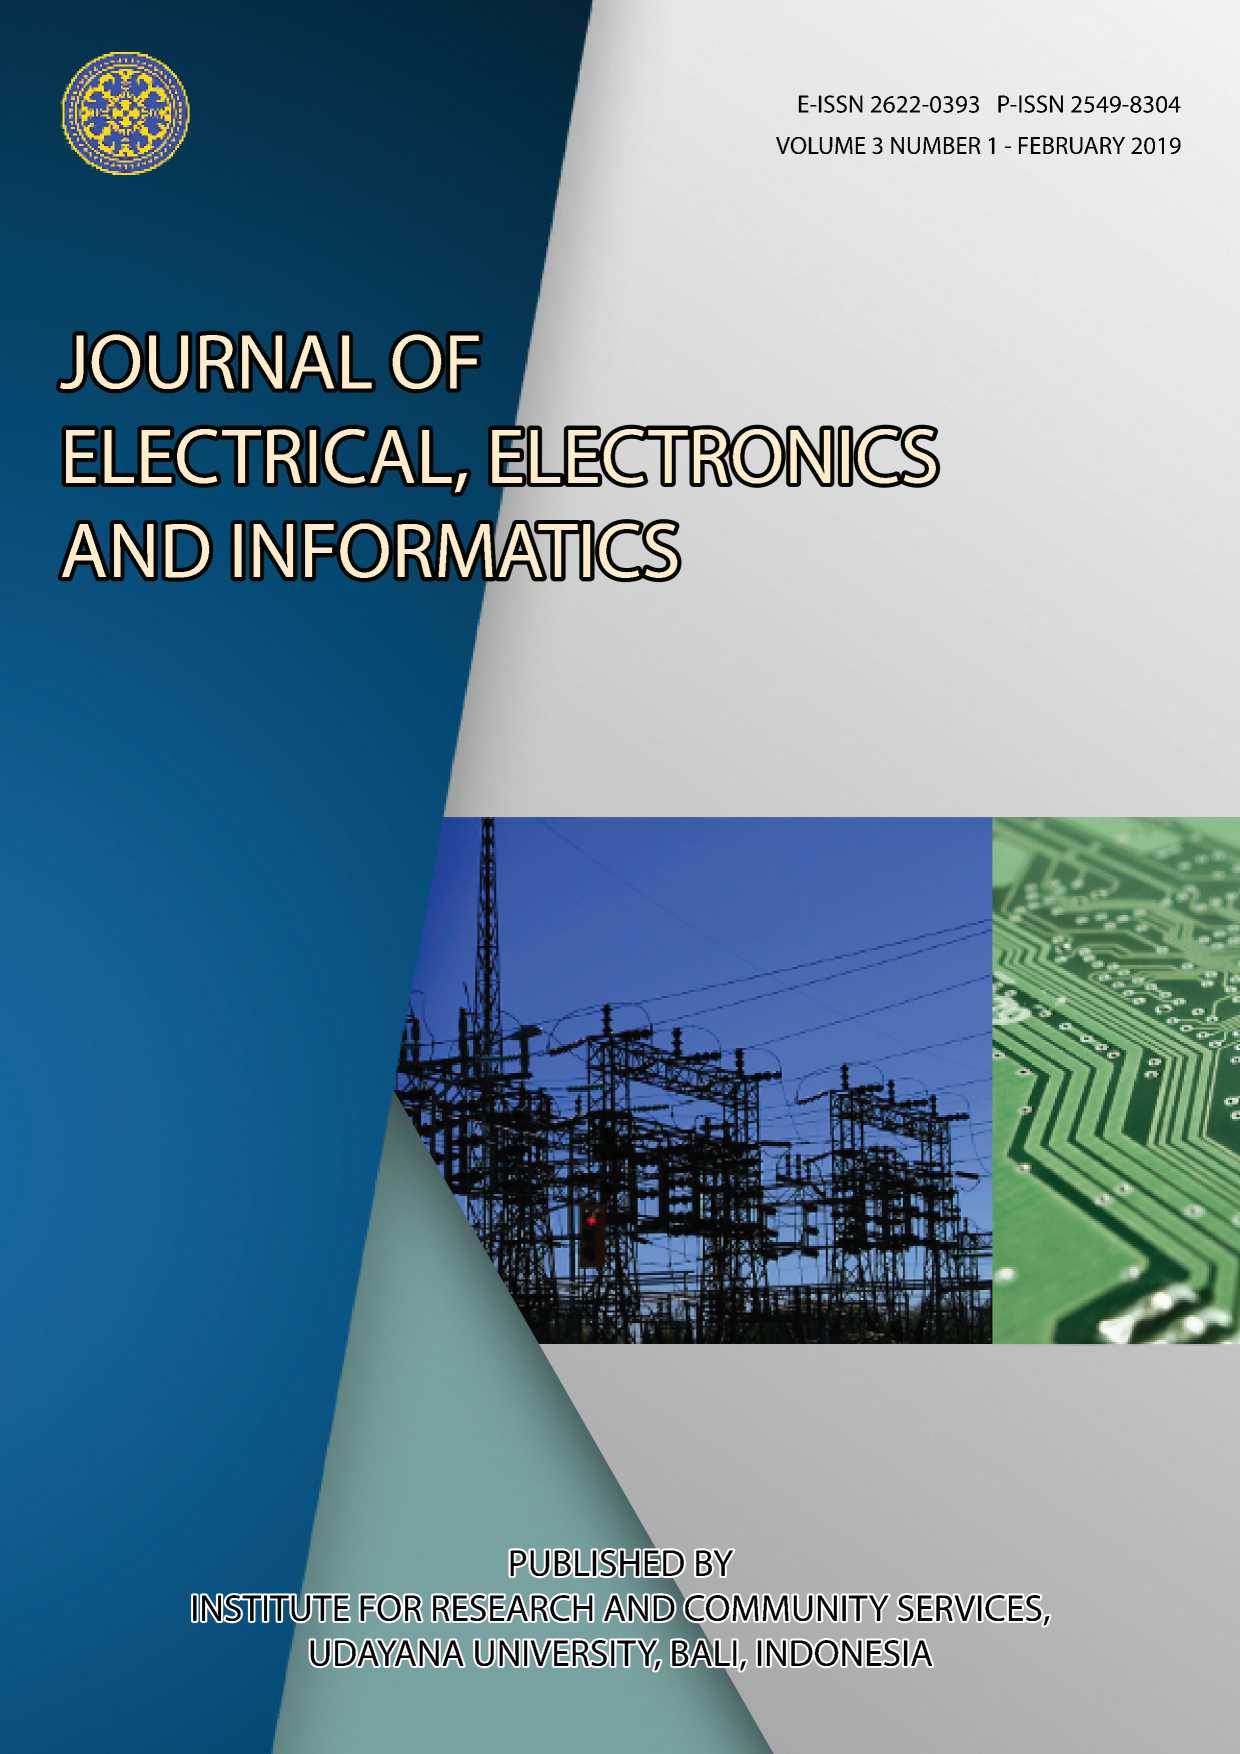 E-ISSN 2622-0393 P-ISSN 2549-8304
VOLUME 3 NUMBER 1 - FEBRUARY 2019
JOURNAL OF
ELECTRICAL, ELECTRONICS
AND INFORMATICS
PUBLISHED BY
INSTITUTE FOR RESEARCH AND COMMUNITY SERVICES,
UDAYANA UNIVERSITY, BALI, INDONESIA